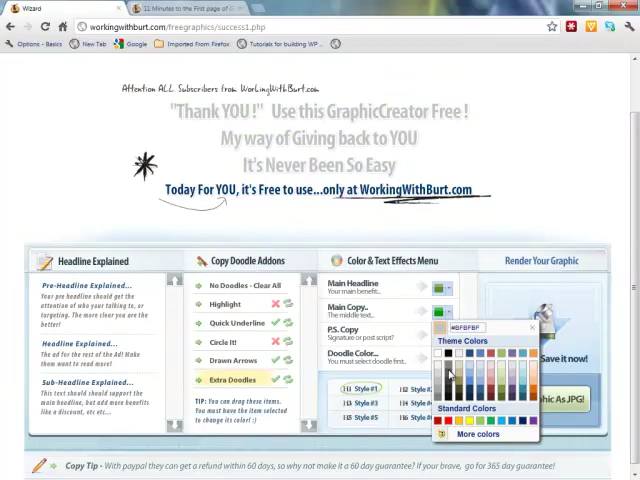 Wizard
11 Minutes to the First page of G
workingwithburt.com/freegraphics/success1.php
Options - Basics
New Tab
Google
Imported From Firefox
Tutorials for building WP ...
Attention ALL Subscribers from WorkingWithBurt.com
"Thank YOU!" Use this GraphicCreator Free!
My way of Giving back to YOU
It's Never Been So Easy
Today For YOU, it's Free to use...only at WorkingWithBurt.com
Headline Explained
Pre-Headline Explained...
Your pre headline should get the
attention of who your talking to, or
targeting. The more clear you are the
better!
Headline Explained...
The ad for the rest of the Ad! Make
them want to read more!
Sub-Headline Explained...
This text should should support the
main headline, but add more benefits
like a discount, etc etc...
Copy Doodle Addons
No Doodles - Clear All
Highlight
Quick Underline
Circle It!
Drawn Arrows
Extra Doodles
TIP: You can drag these items.
You must have the item selected
to change its color! :)
Color & Text Effects Menu
Main Headline
Your main benefit...
Main Copy..
The middle text...
P.S. Copy
Signature or post script?
Doodle Color...
You must select doodle first..
Style #1
Style #3
Style #5
#BFBFBF
Theme Colors
Standard Colors
More colors
Render Your Graphic
Save it now!
hic As JPG!
Copy Tip - With paypal they can get a refund within 60 days, so why not make it a 60 day guarantee? If your brave, go for 365 day guarantee!